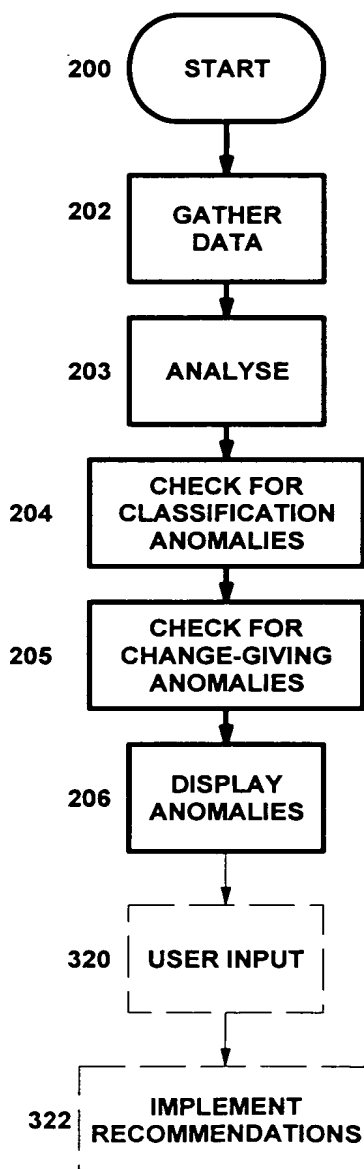 200 START
202 GATHER
DATA
203 ANALYSE
CHECK FOR
204 CLASSIFICATION
ANOMALIES
CHECK FOR
205 CHANGE-GIVING
ANOMALIES
206 DISPLAY
ANOMALIES
320 USER INPUT
IMPLEMENT
322 RECOMMENDATIONS